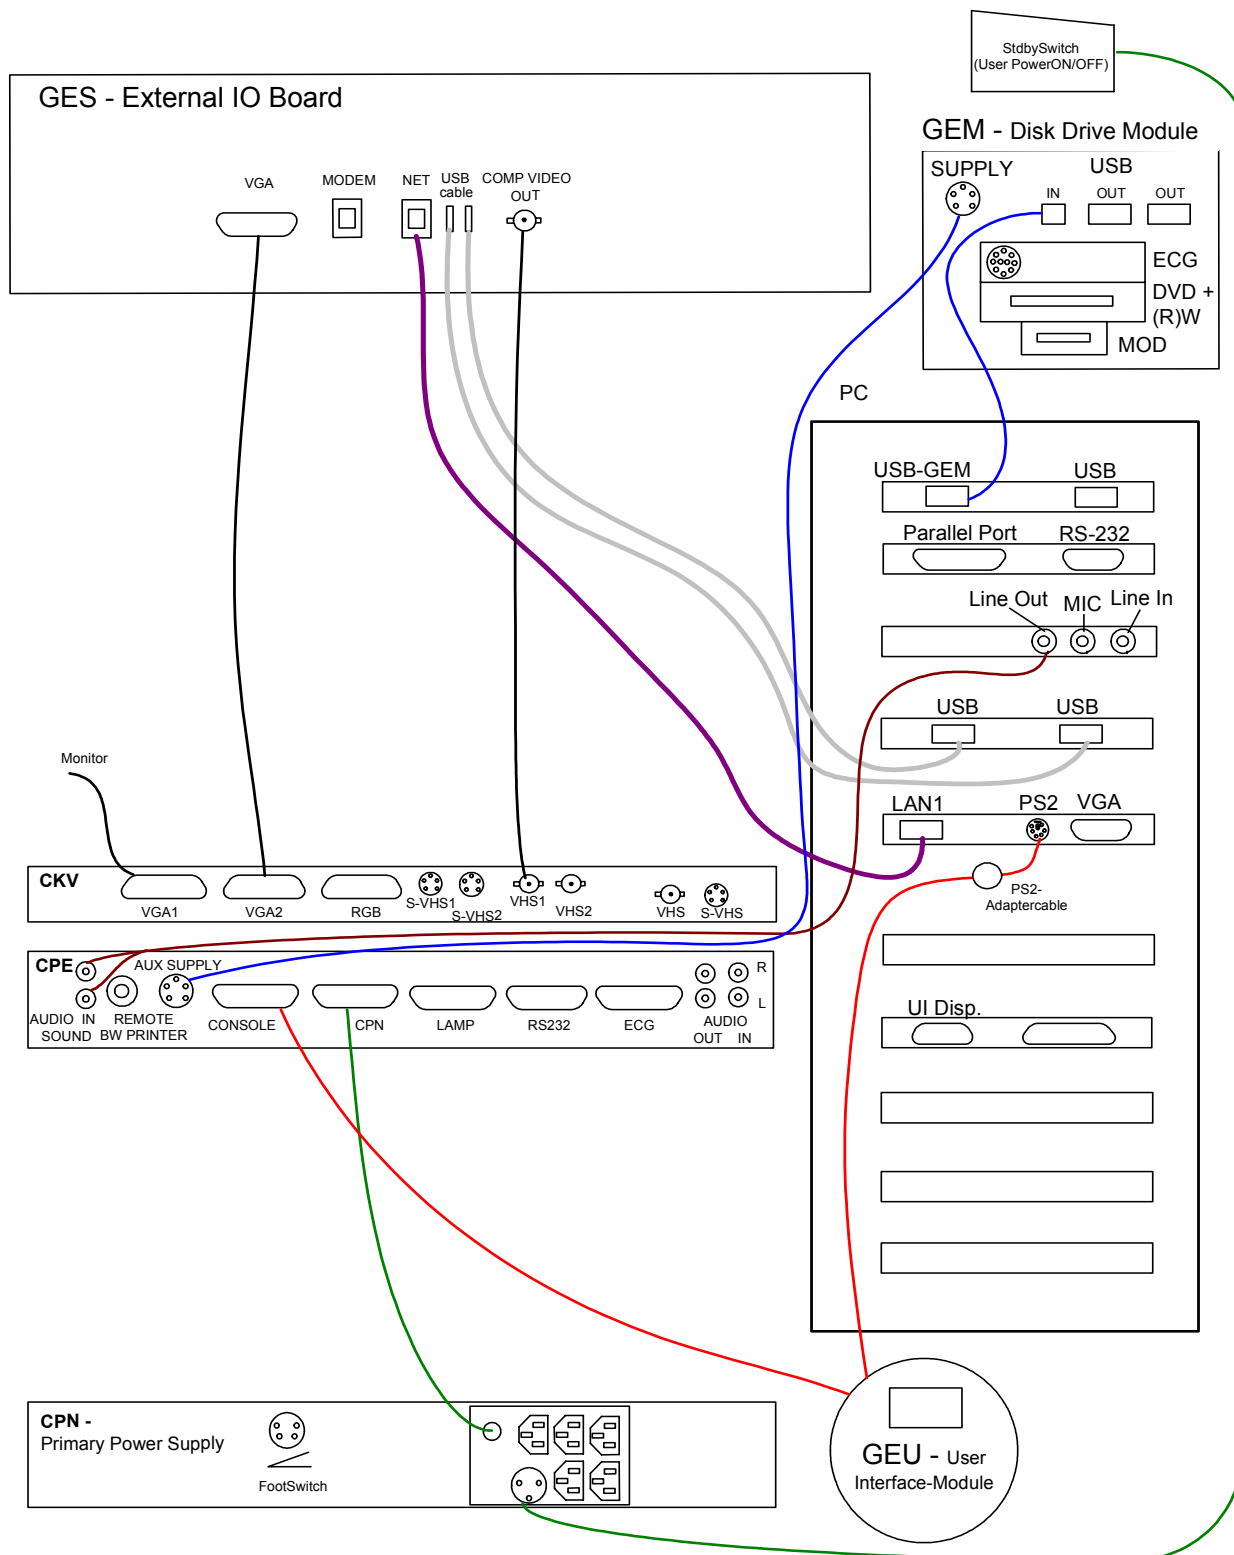 StdbySwitch
(User PowerON/OFF)
GES - External IO Board
VGA
MODEM
NET
USB
cable
COMP VIDEO
OUT
GEM - Disk Drive Module
SUPPLY
USB
IN
OUT
OUT
ECG
DVD +
(R)W
MOD
PC
USB-GEM
USB
Parallel Port
RS-232
Line Out
MIC
Line In
USB
USB
LAN1
PS2
VGA
PS2-
Adaptercable
UI Disp.
Monitor
CKV
VGA1
VGA2
RGB
S-VHS1
S-VHS2
VHS1
VHS2
VHS
S-VHS
CPE
AUX SUPPLY
AUDIO IN
SOUND
REMOTE
BW PRINTER
CONSOLE
CPN
LAMP
RS232
ECG
R
L
AUDIO
OUT IN
CPN -
Primary Power Supply
FootSwitch
GEU - User
Interface-Module